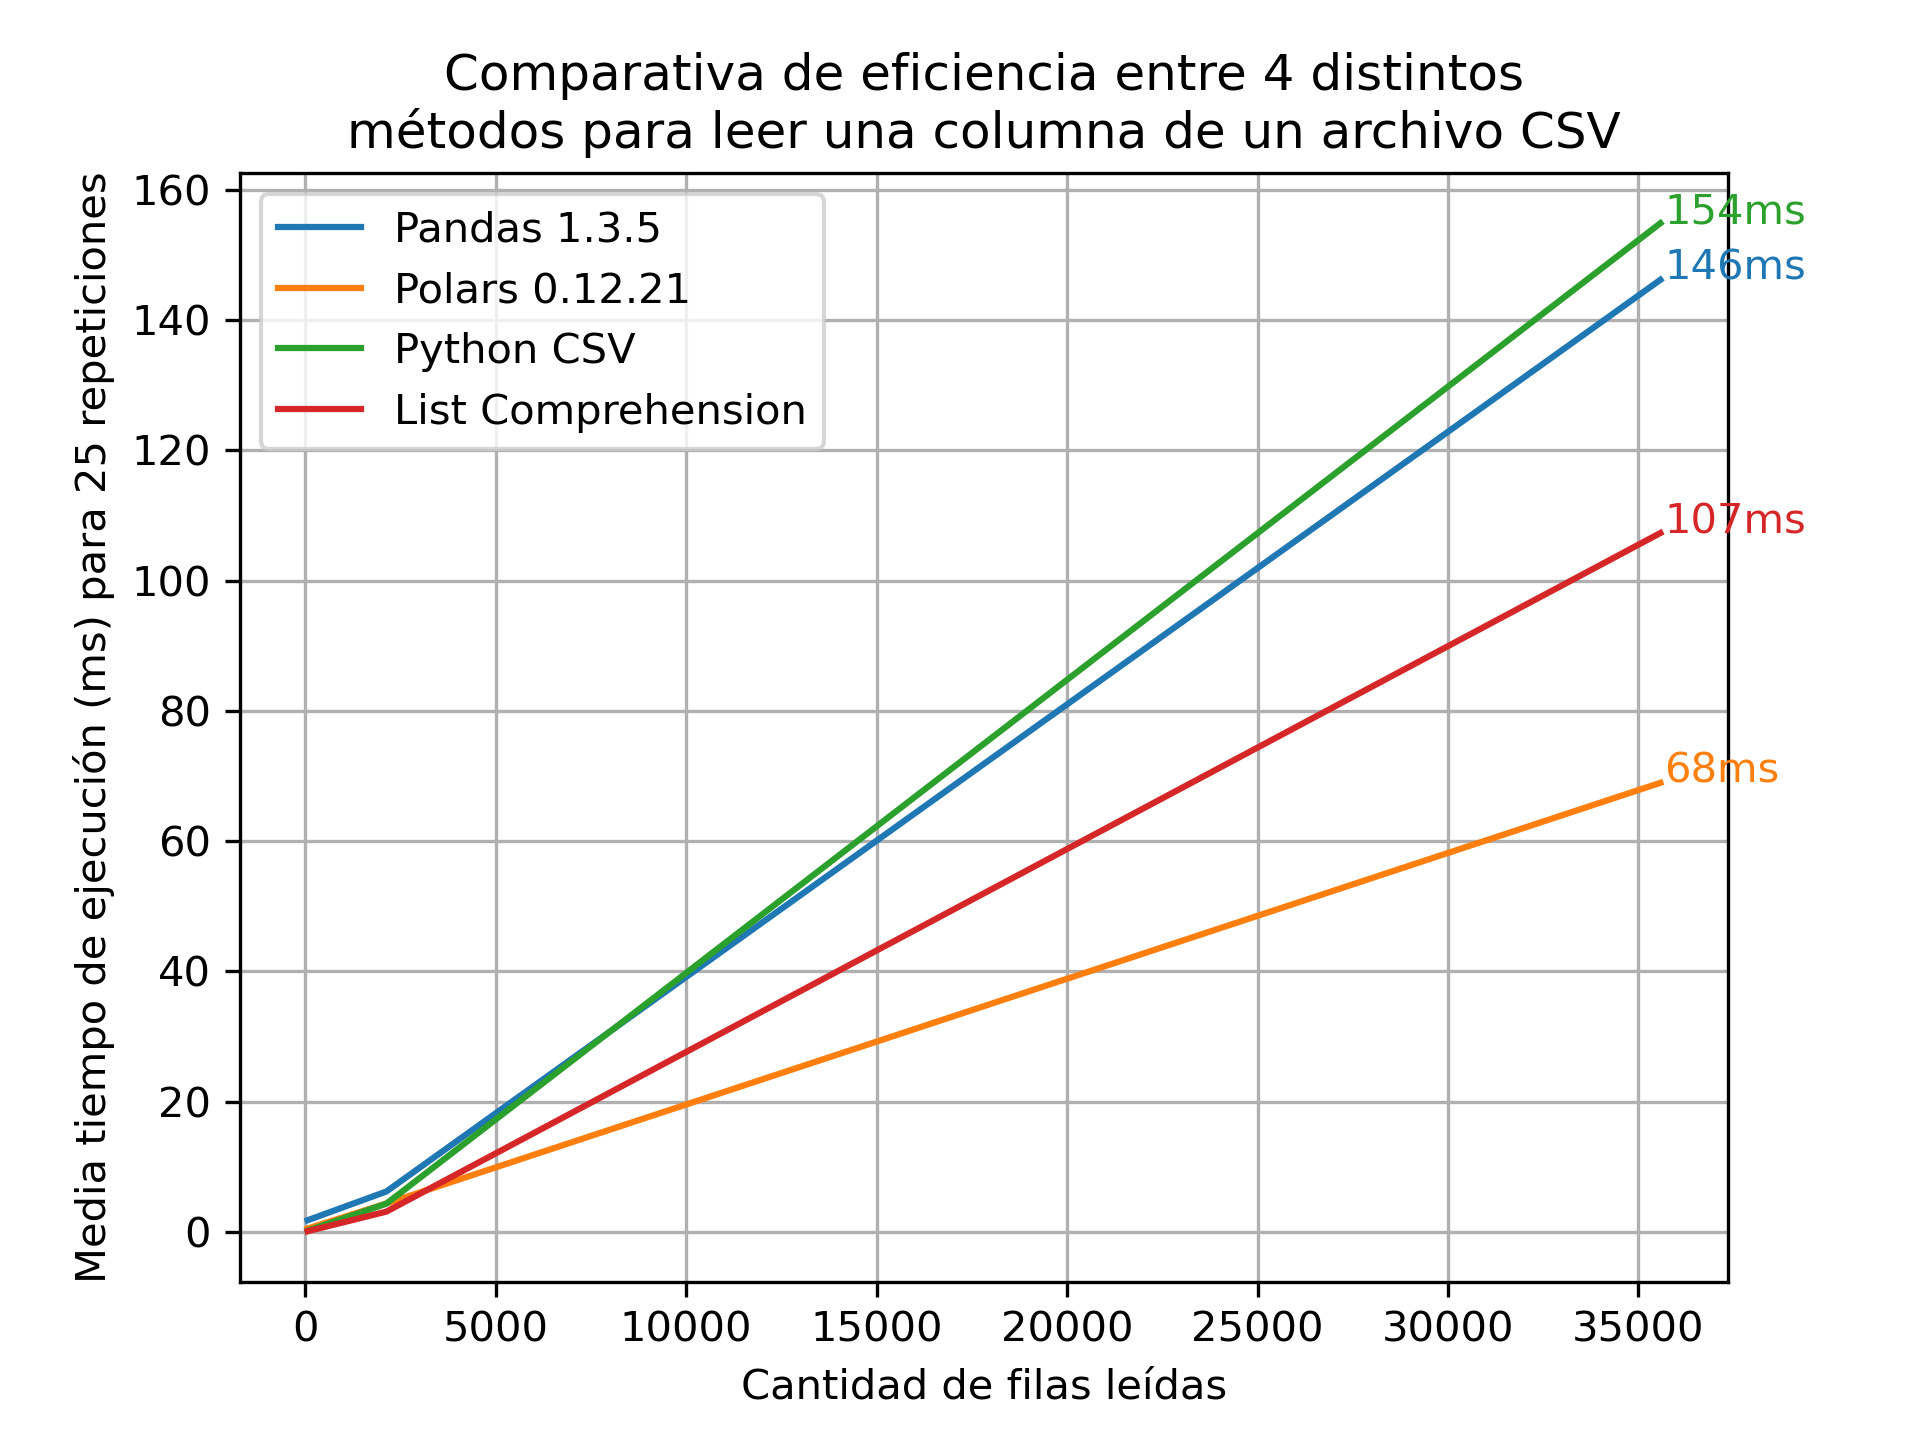 Comparativa de eficiencia entre 4 distintos
métodos para leer una columna de un archivo CSV
Media tiempo de ejecución (ms) para 25 repeticiones
160
140
120
100
80
60
40
20
0
Pandas 1.3.5
Polars 0.12.21
Python CSV
List Comprehension
154ms
146ms
107ms
68ms
0 5000 10000 15000 20000 25000 30000 35000
Cantidad de filas leídas